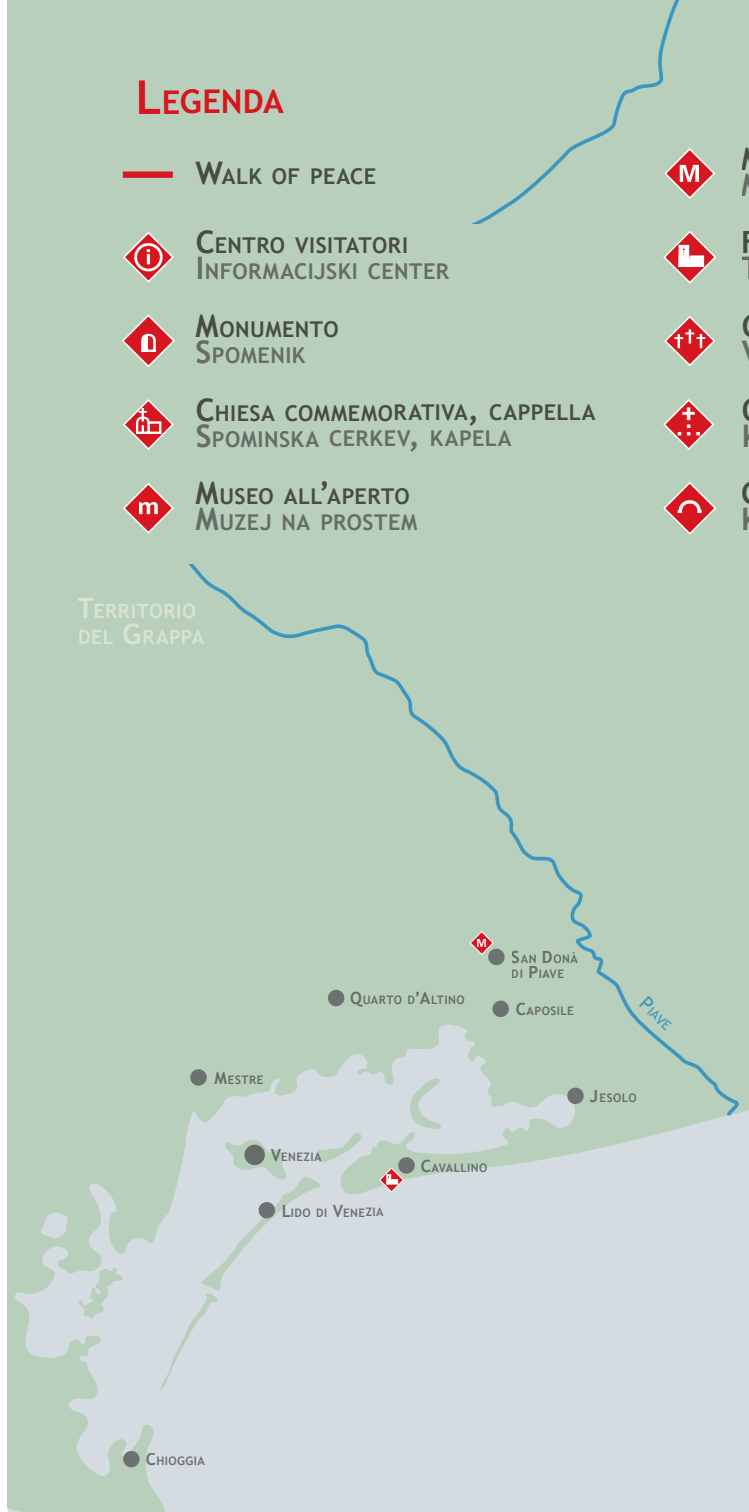 Legenda
Walk of peace
Centro visitatori
Informacijski center
Monumento
Spomenik
Chiesa commemorativa, cappella
Spominska cerkev, kapela
m
Museo all'aperto
Muzej na prostem
M
Territorio
del Grappa
M
San Donà
di Piave
Quarto d'Altino
Caposile
Piave
Mestre
Jesolo
Venezia
Cavallino
Lido di Venezia
Chioggia